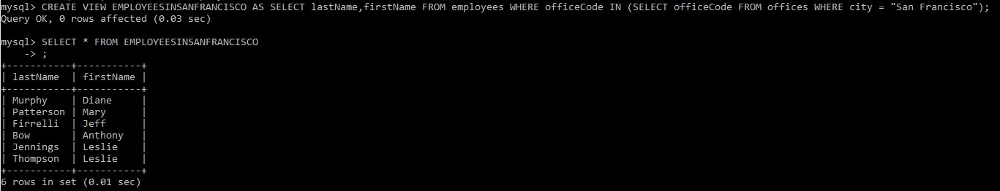 mysql> CREATE VIEW EMPLOYEESINSANFRANCISCO AS SELECT lastName,firstName FROM employees WHERE officeCode IN (SELECT officeCode FROM offices WHERE city = "San Francisco");
Query OK, 0 rows affected (0.03 sec)

mysql> SELECT * FROM EMPLOYEESINSANFRANCISCO
    -> ;
+-----------+-----------+
| lastName  | firstName |
+-----------+-----------+
| Murphy    | Diane     |
| Patterson | Mary      |
| Firrelli  | Jeff      |
| Bow       | Anthony   |
| Jennings  | Leslie    |
| Thompson  | Leslie    |
+-----------+-----------+
6 rows in set (0.01 sec)